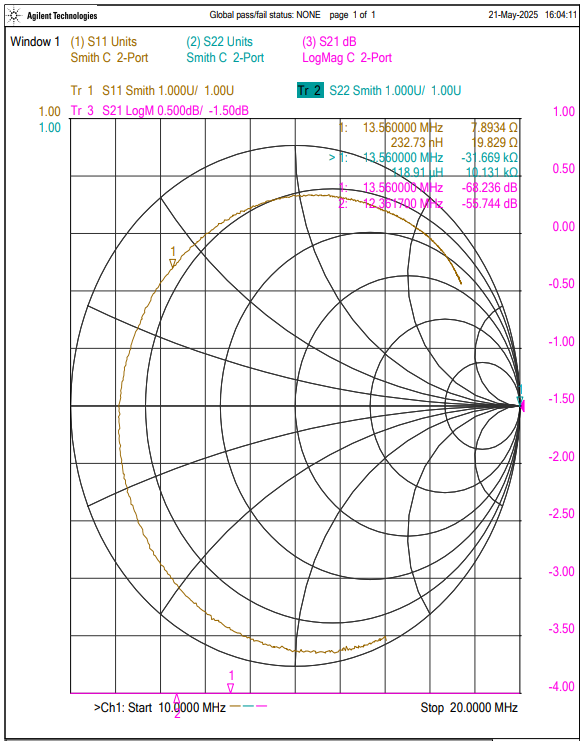 Agilent Technologies Global pass/fail status: NONE page 1 of 1 21-May-2025 16:04:11
Window 1 (1) S11 Units (2) S22 Units (3) S21 dB
Smith C 2-Port Smith C 2-Port LogMag C 2-Port
Tr 1 S11 Smith 1.000U/ 1.00U Tr 2 S22 Smith 1.000U/ 1.00U
1.00 Tr 3 S21 LogM 0.500dB/ -1.50dB 1.00
1.00 1: 13.560000 MHz 7.8934 Ω
232.73 nH 19.829 Ω
> 1: 13.560000 MHz -31.669 kΩ
118.91 µH 10.131 kΩ
0.50
1: 13.560000 MHz -68.236 dB
2: 12.361700 MHz -55.744 dB
0.00
1
-0.50
-1.00
1
-1.50
-2.00
-2.50
-3.00
-3.50
1
-4.00
>Ch1: Start 10.0000 MHz Stop 20.0000 MHz
2